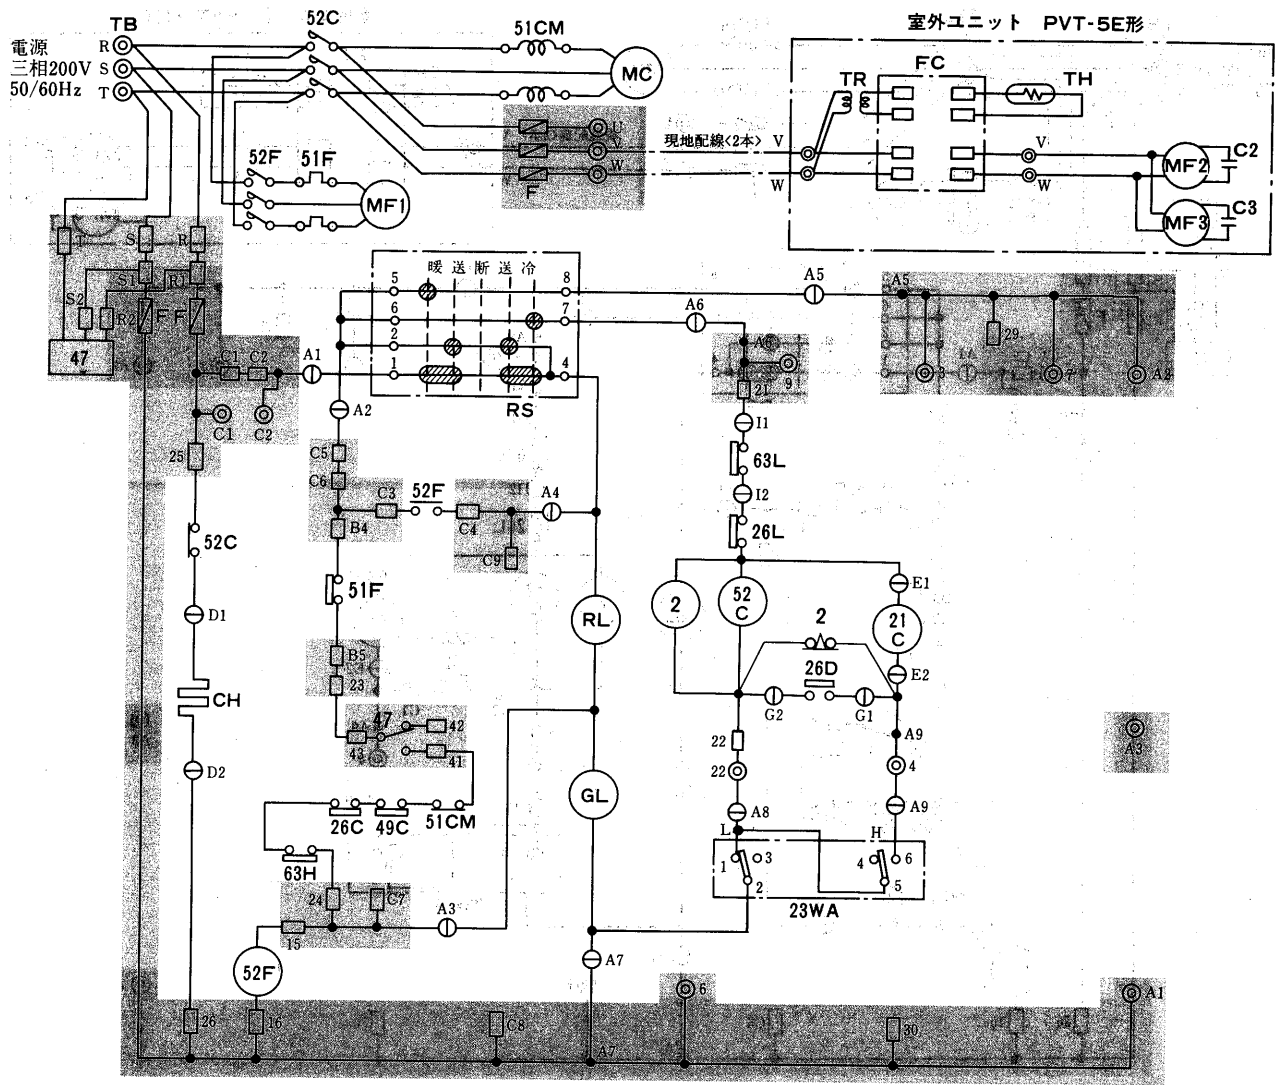 室外ユニット PVT-5E形
TB
52C
51CM
電源
三相200V
50/60Hz
R
S
T
MC
FC
TR
TH
U
V
W
F
現地配線<2本>
V
W
V
W
MF2
C2
MF3
C3
52F
51F
MF1
T
S
R
S1
R1
S2
R2
F
F
47
暖 送 断 送 冷
5
8
6
7
2
1
4
RS
A5
A5
A6
A6
29
3
7
A2
9
21
C1
C2
A1
C1
C2
25
A2
C5
C6
C3
52F
C4
A4
B4
C9
I1
63L
I2
26L
52C
51F
D1
RL
2
52
C
E1
21
C
2
26D
E2
G2
G1
B5
23
CH
43
47
42
41
22
22
A9
4
A3
D2
GL
A8
A9
26C
49C
51CM
L
H
63H
1
3
2
4
6
5
23WA
24
C7
15
A3
52F
A7
6
A1
26
16
C8
A7
30